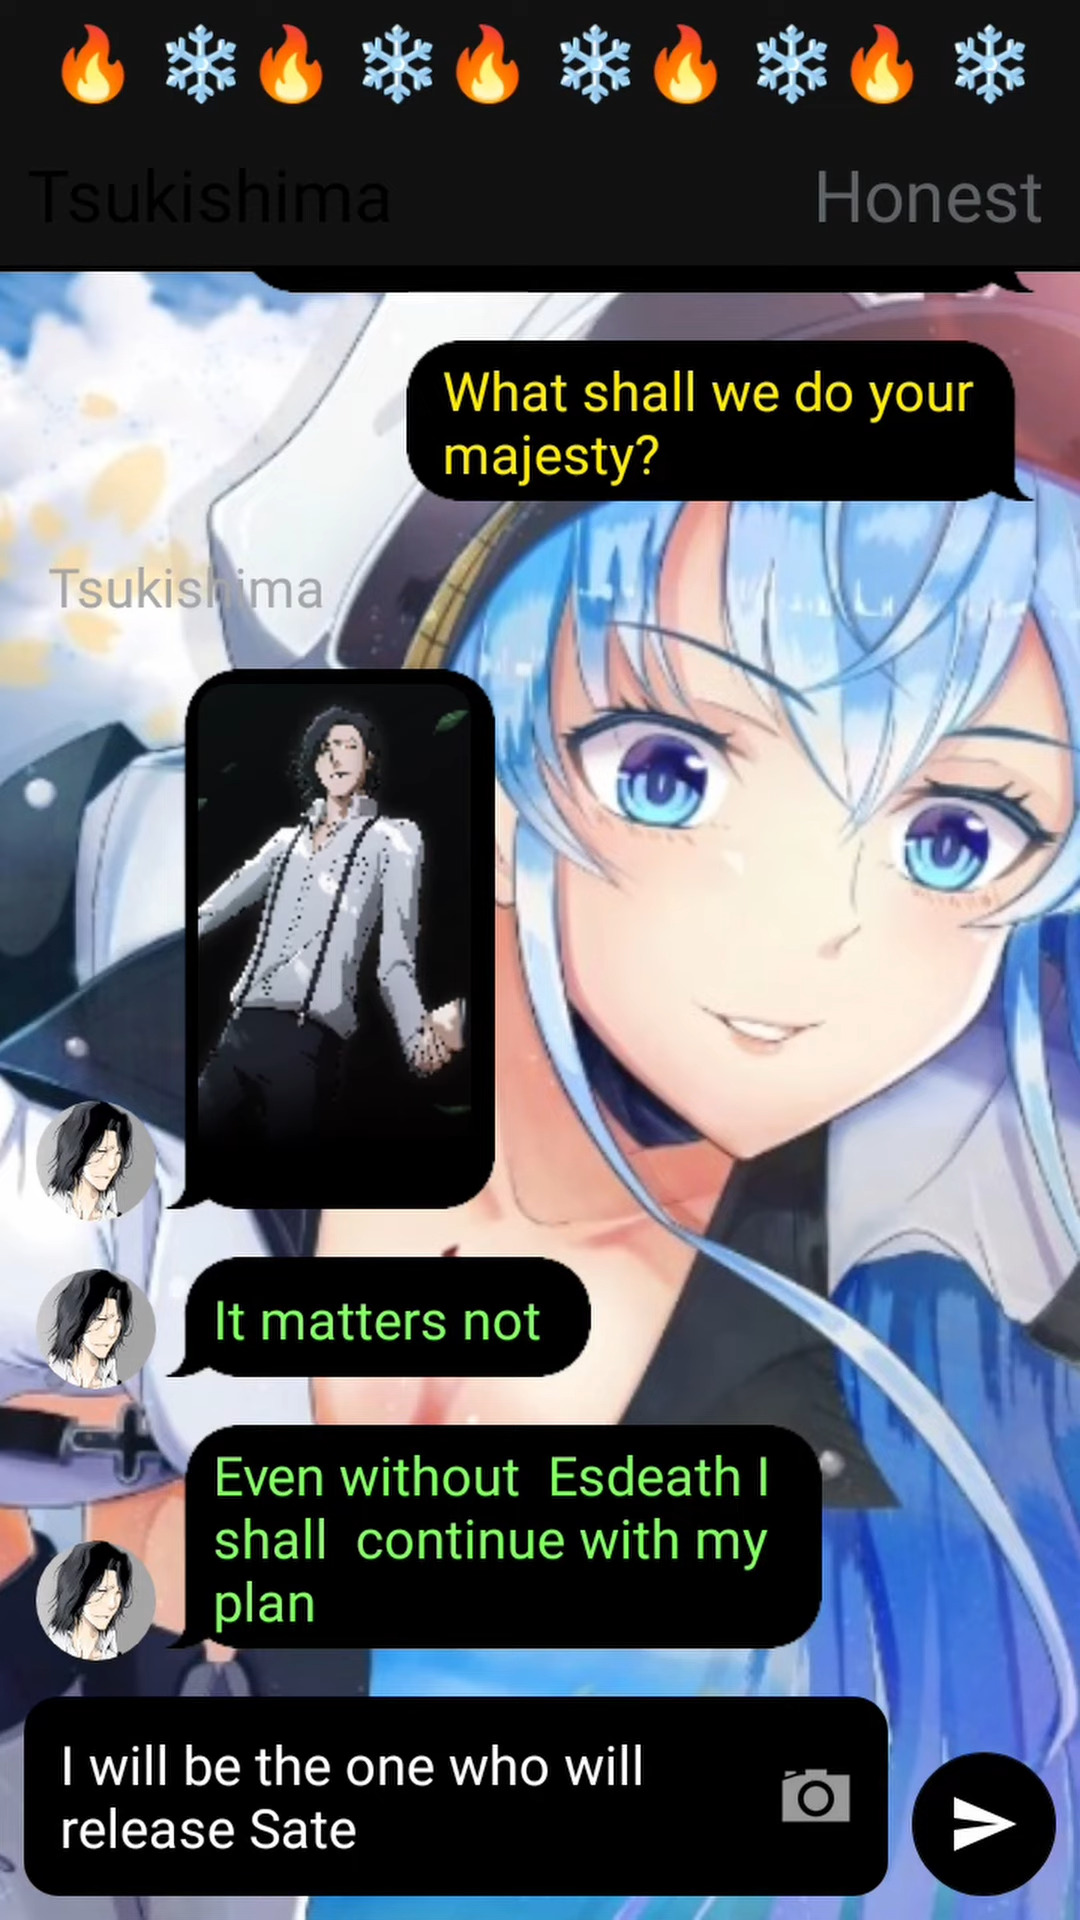 🔥 ❄️🔥 ❄️🔥 ❄️🔥 ❄️🔥 ❄️
Tsukishima
Honest
What shall we do your
majesty?
Tsukishima
It matters not
Even without  Esdeath I
shall  continue with my
plan
I will be the one who will
release Sate